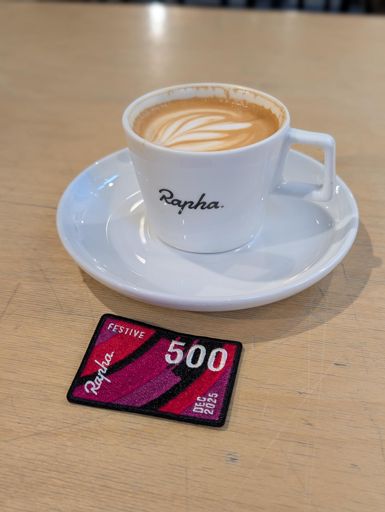 Rapha.
FESTIVE
500
Rapha.
DEC
2025